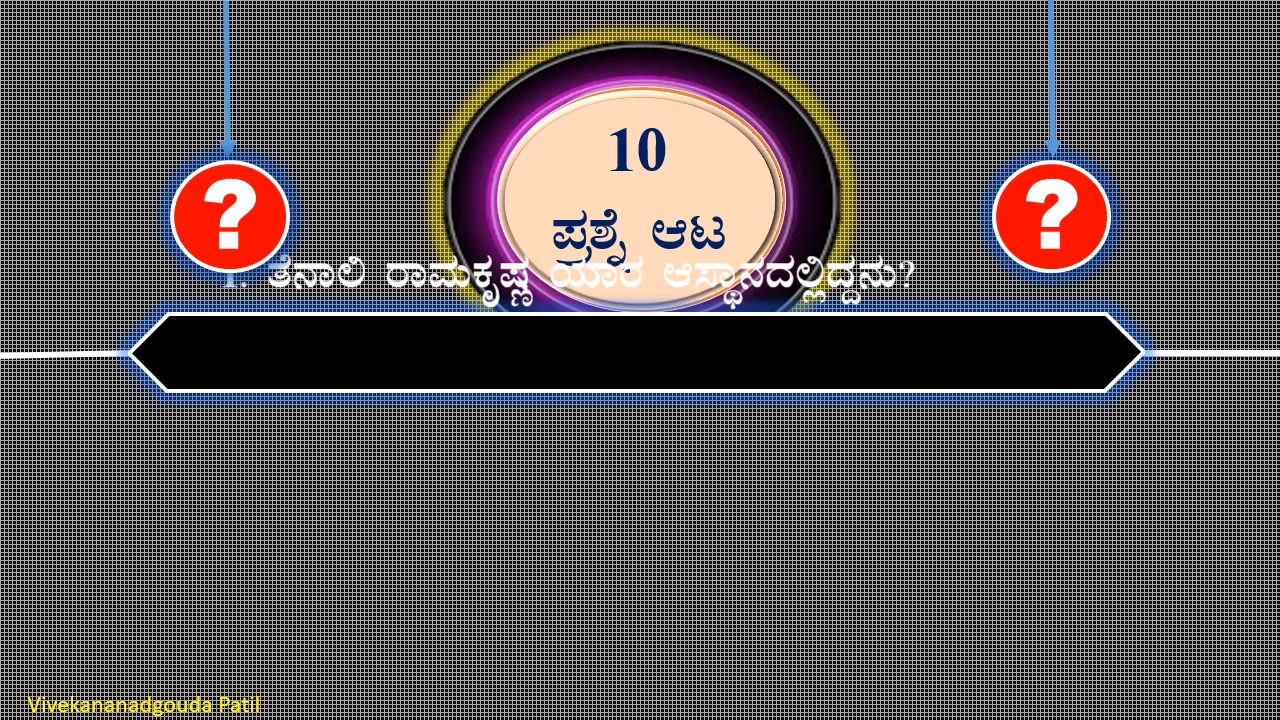 10
ಪ್ರಶ್ನೆ ಆಟ
?
?
1. ತೆನಾಲಿ ರಾಮಕೃಷ್ಣ ಯಾರ ಆಸ್ಥಾನದಲ್ಲಿದ್ದನು?
Vivekananadgouda Patil